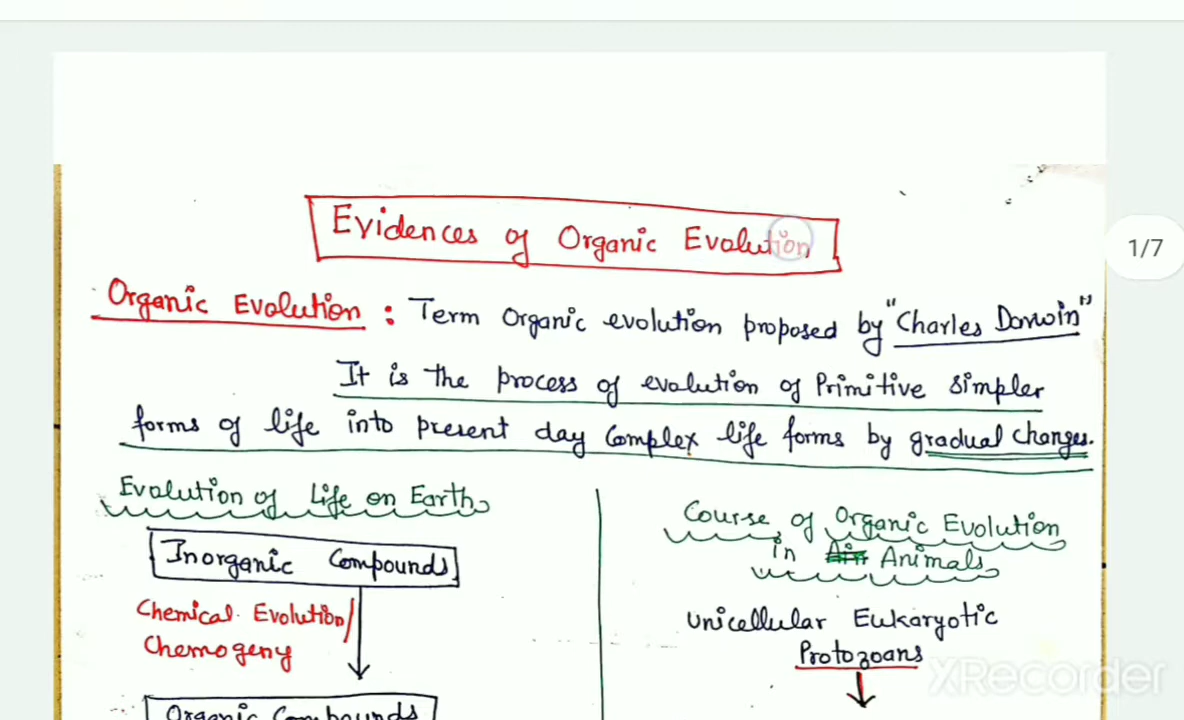 Evidences of Organic Evolution
1/7
Organic Evolution : Term Organic evolution proposed by "Charles Darwin"
It is the process of evolution of Primitive simpler
forms of life into present day complex life forms by gradual changes.
Evolution of Life on Earth
Inorganic Compounds
Chemical Evolution/
Chemogeny
Organic Compounds
Course of Organic Evolution
in Animals
Unicellular Eukaryotic
Protozoans
XRecorder